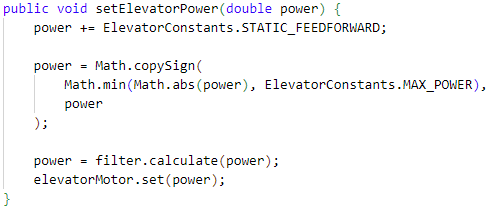 public void setElevatorPower(double power) {
    power += ElevatorConstants.STATIC_FEEDFORWARD;

    power = Math.copySign(
        Math.min(Math.abs(power), ElevatorConstants.MAX_POWER),
        power
    );

    power = filter.calculate(power);
    elevatorMotor.set(power);
}